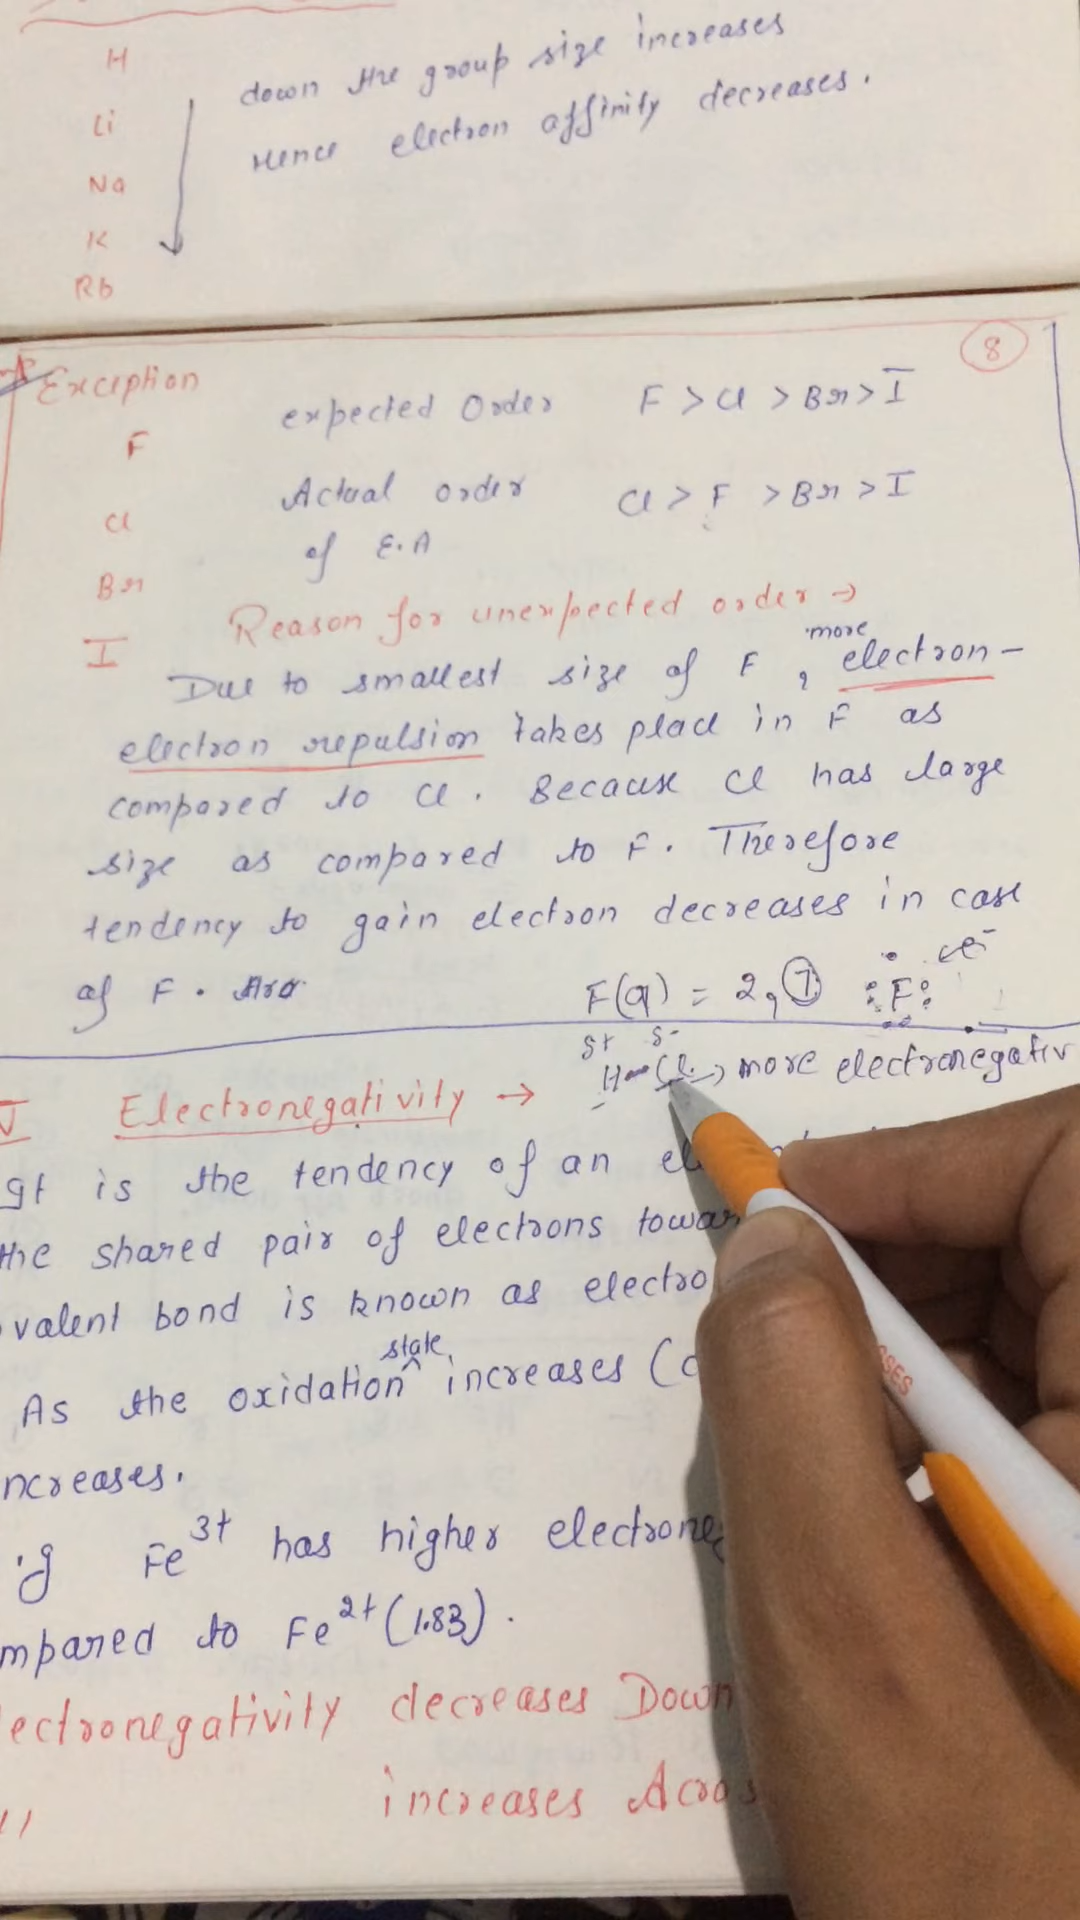 H
down the group size increases
Li
Hence electron affinity decreases.
Na
K
Rb
8
Exception
expected Order F > Cl > Br > I
F
Actual order Cl > F > Br > I
of E.A
Cl
Br
Reason for unexpected order →
I
more
Due to smallest size of F , electron -
electron repulsion takes place in F as
compared to Cl . Because Cl has large
size as compared to F . Therefore
tendency to gain electron decreases in case
of F .
F(9) = 2, 7 F e-
δ+ δ-
H Cl → more electronegativ
Electronegativity →
It is the tendency of an el
the shared pair of electrons towar
valent bond is known as electro
state
As the oxidation ^ increases (
ncreases.
g Fe3+ has higher electrone
mpared to Fe2+ (1.83) .
ectronegativity decreases Down
increases Acros
SSES